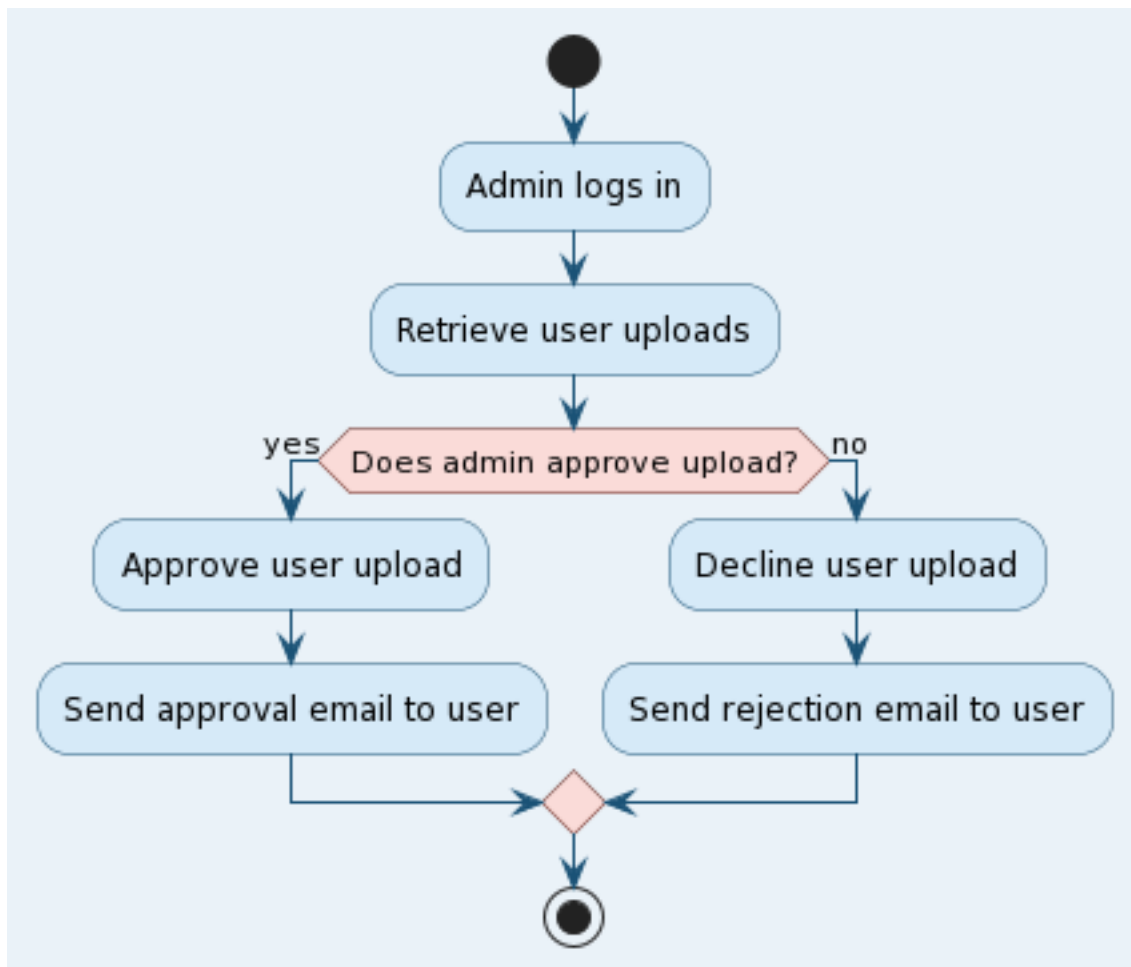 Admin logs in
Retrieve user uploads
yes
Does admin approve upload?
no
Approve user upload
Decline user upload
Send approval email to user
Send rejection email to user